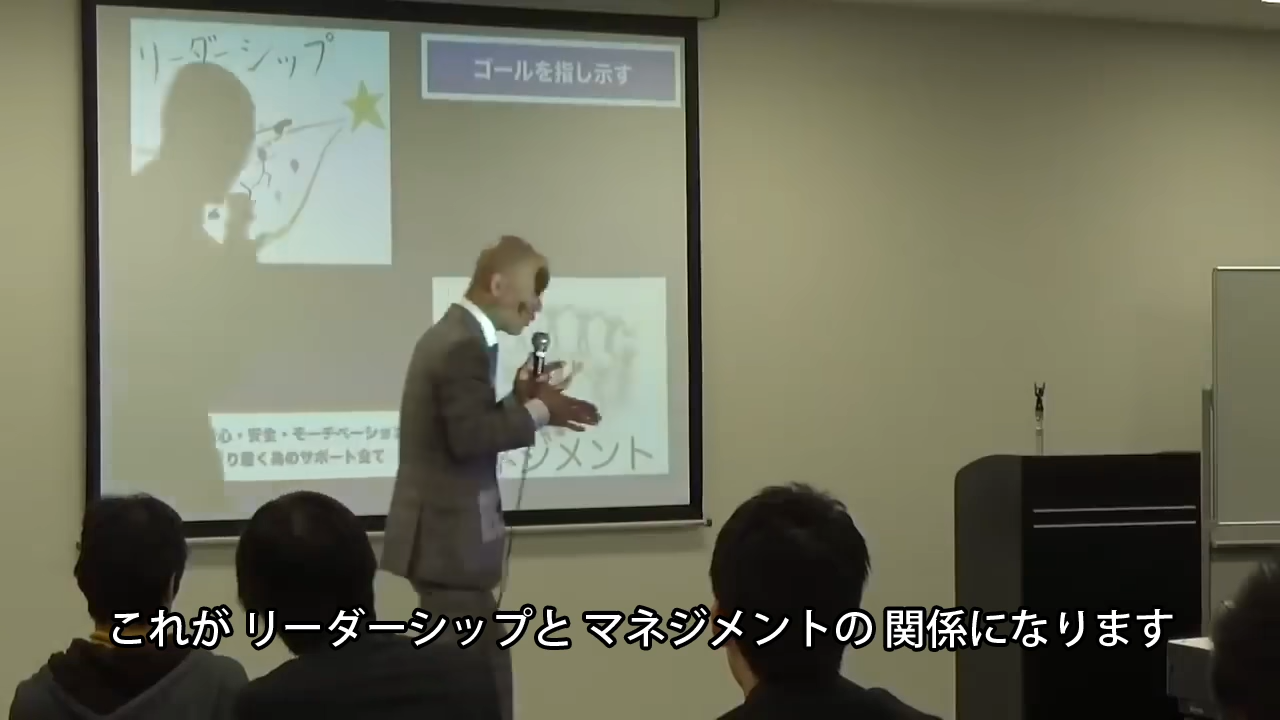 リーダーシップ
ゴールを指し示す
心・安全・モーチベーショ
り磨く為のサポート全て
ネジメント
これが リーダーシップと マネジメントの 関係になります